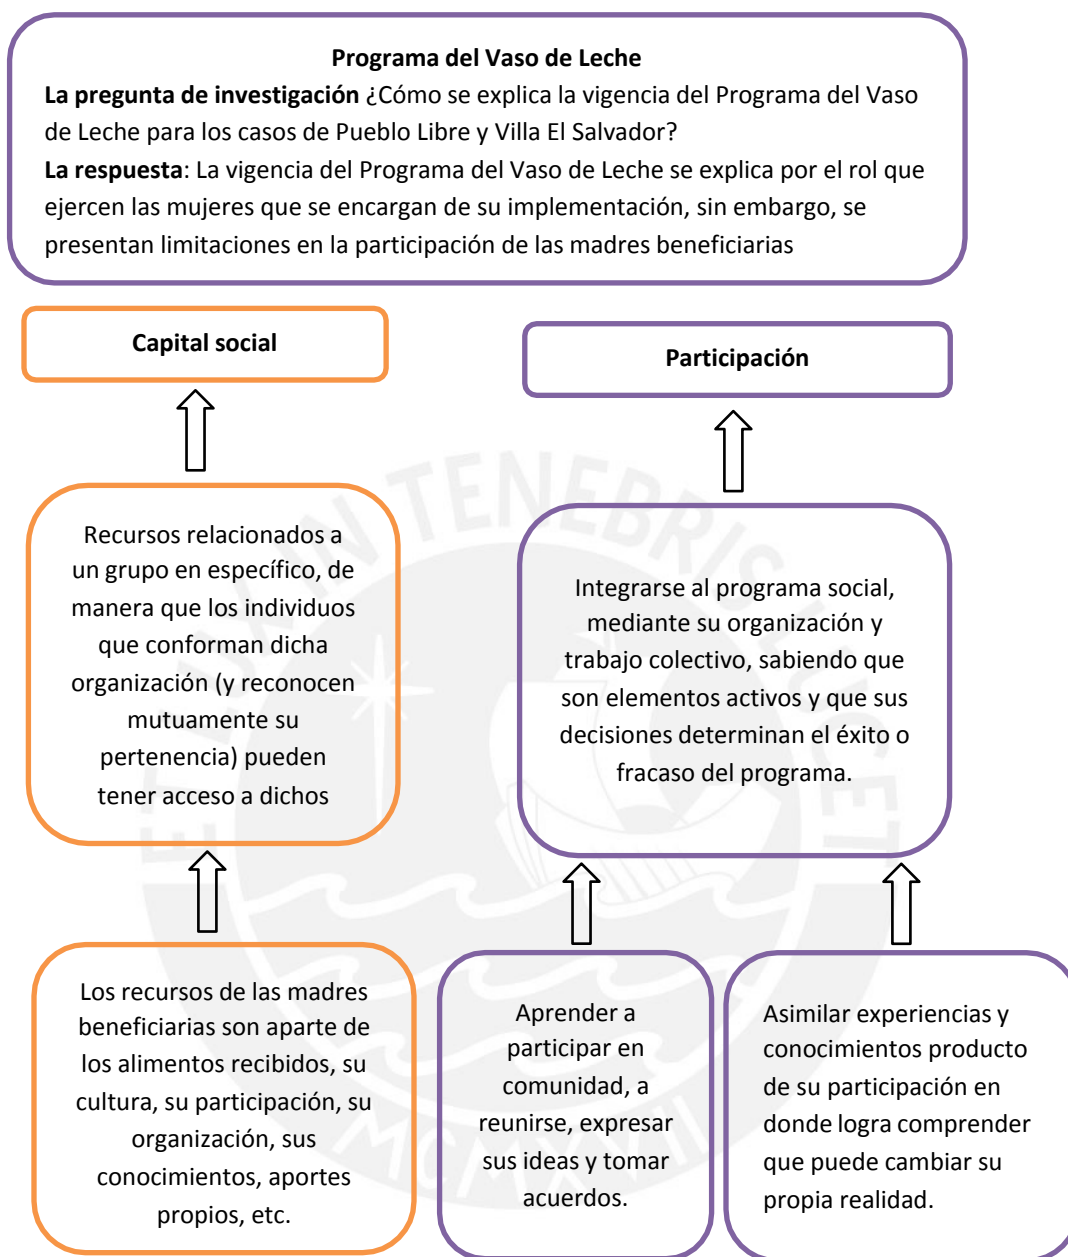 Programa del Vaso de Leche
La pregunta de investigación ¿Cómo se explica la vigencia del Programa del Vaso
de Leche para los casos de Pueblo Libre y Villa El Salvador?
La respuesta: La vigencia del Programa del Vaso de Leche se explica por el rol que
ejercen las mujeres que se encargan de su implementación, sin embargo, se
presentan limitaciones en la participación de las madres beneficiarias
Capital social
Participación
Recursos relacionados a
un grupo en específico, de
manera que los individuos
que conforman dicha
organización (y reconocen
mutuamente su
pertenencia) pueden
tener acceso a dichos
Integrarse al programa social,
mediante su organización y
trabajo colectivo, sabiendo que
son elementos activos y que sus
decisiones determinan el éxito o
fracaso del programa.
Los recursos de las madres
beneficiarias son aparte de
los alimentos recibidos, su
cultura, su participación, su
organización, sus
conocimientos, aportes
propios, etc.
Aprender a
participar en
comunidad, a
reunirse, expresar
sus ideas y tomar
acuerdos.
Asimilar experiencias y
conocimientos producto
de su participación en
donde logra comprender
que puede cambiar su
propia realidad.
ET LUX IN TENEBRIS LUCET
MCMXVII